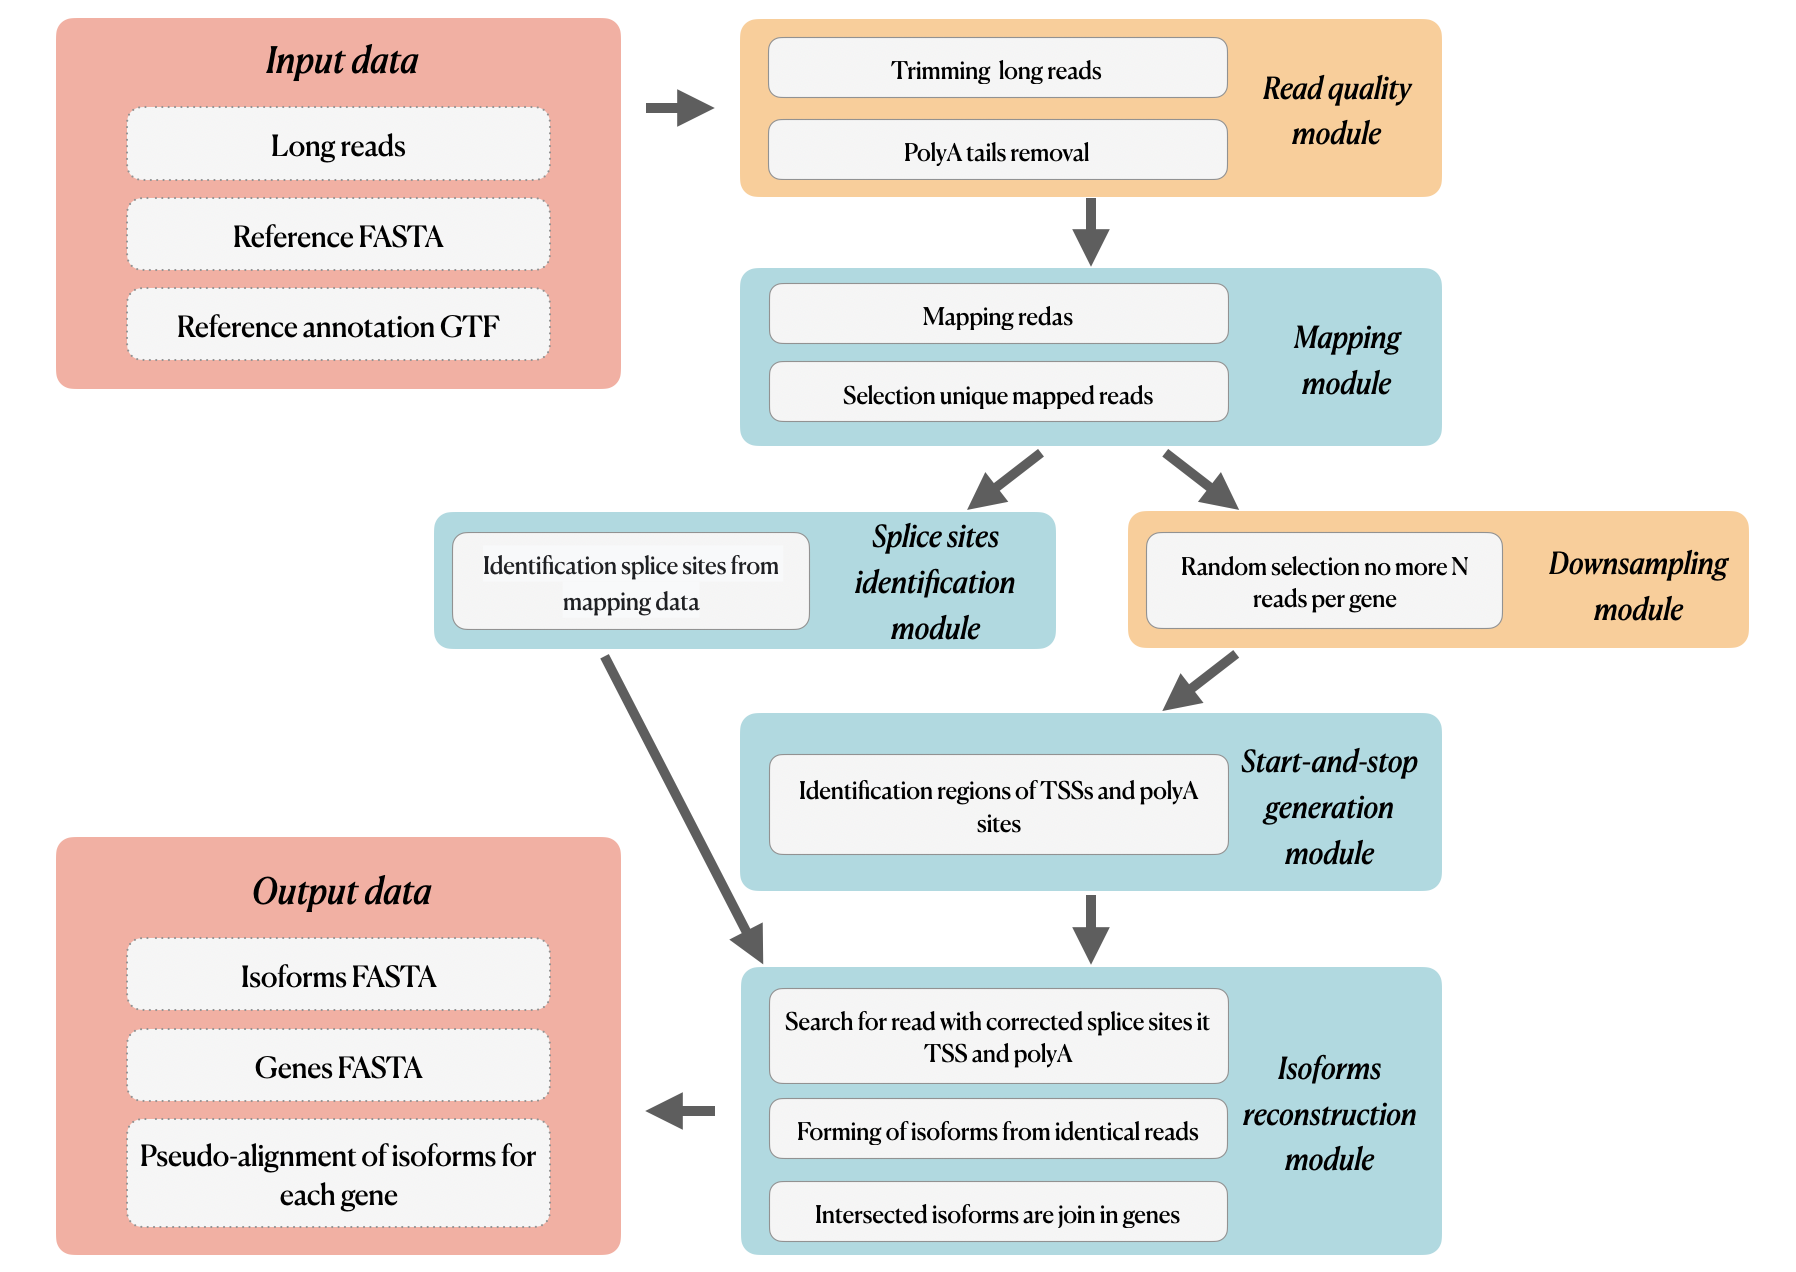 Input data
Long reads
Reference FASTA
Reference annotation GTF
Trimming long reads
PolyA tails removal
Read quality
module
Mapping redas
Selection unique mapped reads
Mapping
module
Identification splice sites from
mapping data
Splice sites
identification
module
Random selection no more N
reads per gene
Downsampling
module
Identification regions of TSSs and polyA
sites
Start-and-stop
generation
module
Search for read with corrected splice sites it
TSS and polyA
Forming of isoforms from identical reads
Intersected isoforms are join in genes
Isoforms
reconstruction
module
Output data
Isoforms FASTA
Genes FASTA
Pseudo-alignment of isoforms for
each gene